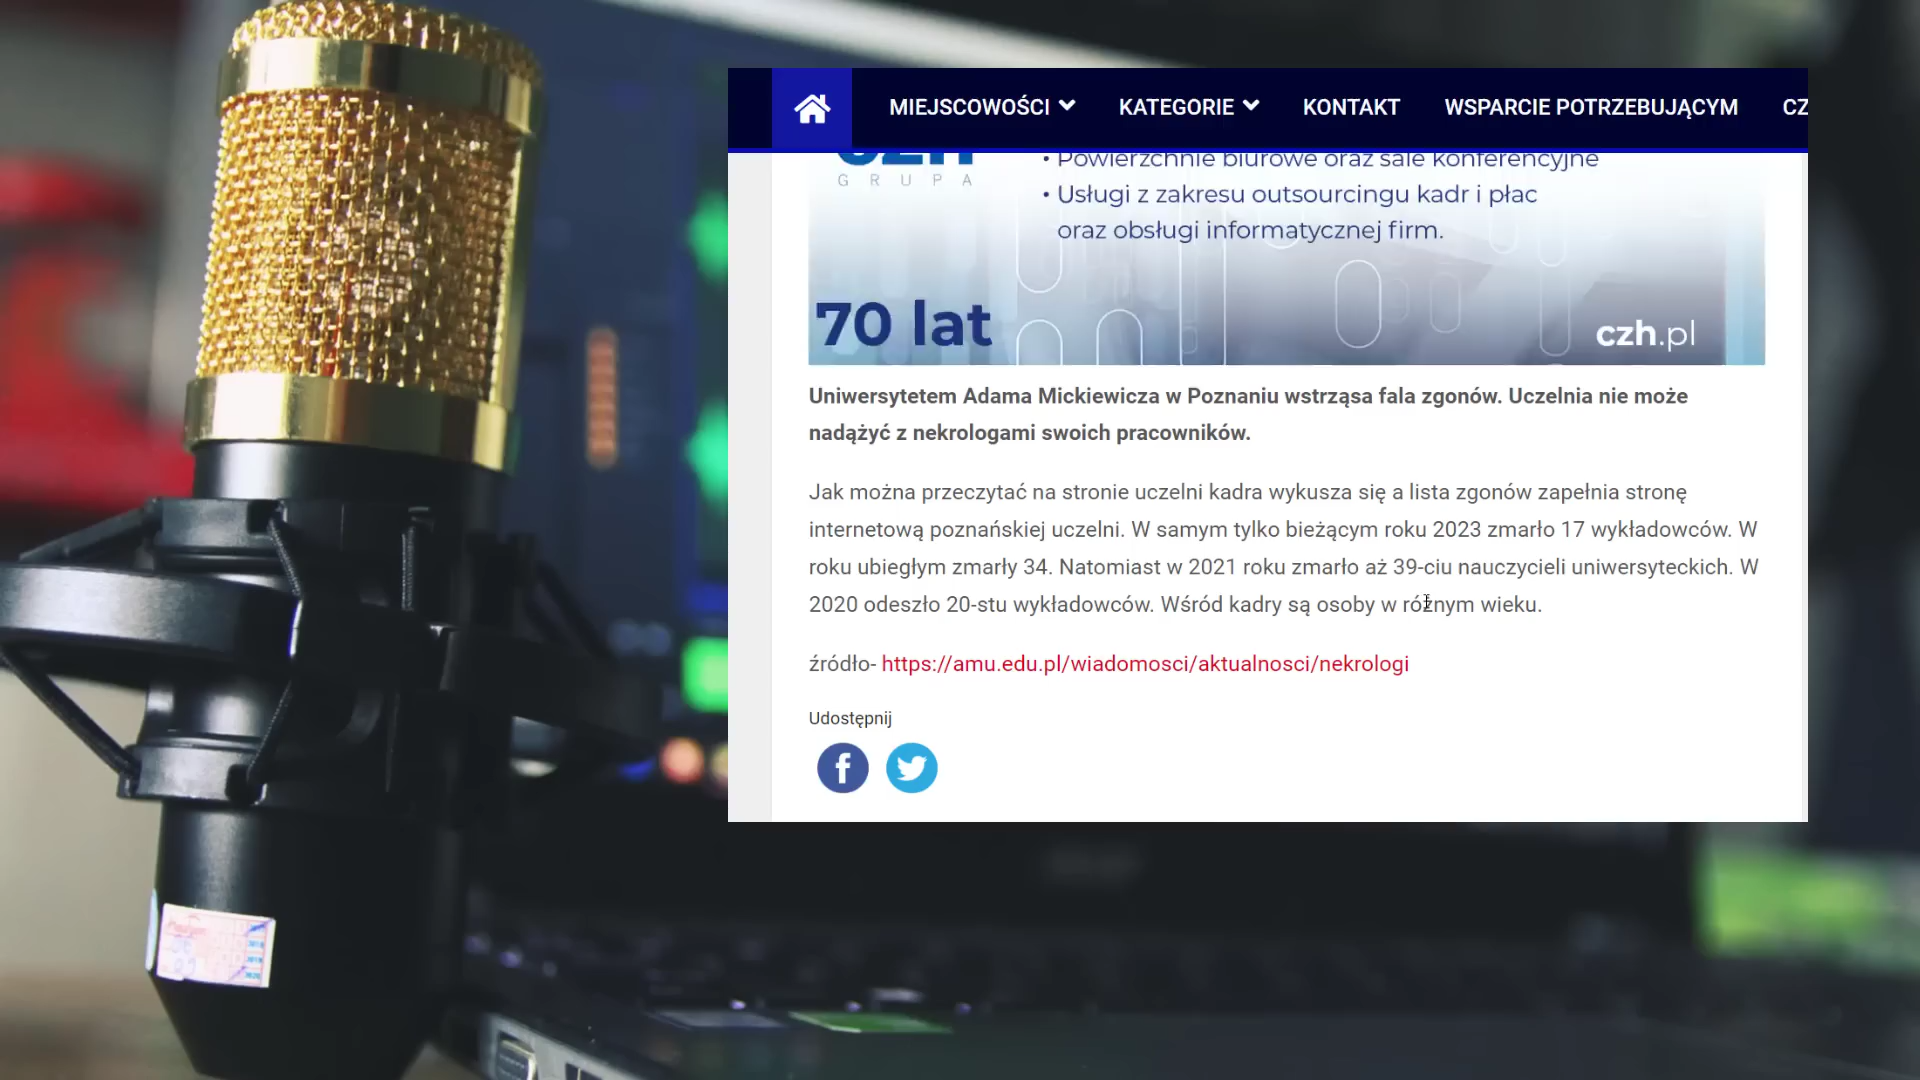 MIEJSCOWOŚCI KATEGORIE KONTAKT WSPARCIE POTRZEBUJĄCYM CZ
czh
GRUPA
• Powierzchnie biurowe oraz sale konferencyjne
• Usługi z zakresu outsourcingu kadr i płac
oraz obsługi informatycznej firm.
70 lat
czh.pl
Uniwersytetem Adama Mickiewicza w Poznaniu wstrząsa fala zgonów. Uczelnia nie może
nadążyć z nekrologami swoich pracowników.
Jak można przeczytać na stronie uczelni kadra wykusza się a lista zgonów zapełnia stronę
internetową poznańskiej uczelni. W samym tylko bieżącym roku 2023 zmarło 17 wykładowców. W
roku ubiegłym zmarły 34. Natomiast w 2021 roku zmarło aż 39-ciu nauczycieli uniwersyteckich. W
2020 odeszło 20-stu wykładowców. Wśród kadry są osoby w różnym wieku.
źródło- https://amu.edu.pl/wiadomosci/aktualnosci/nekrologi
Udostępnij